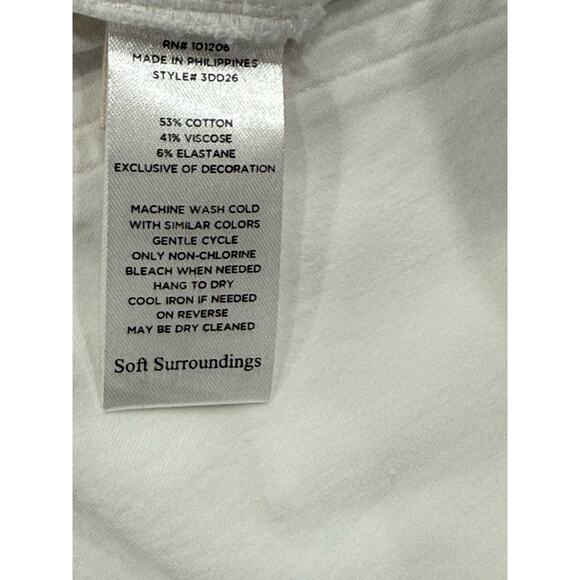 RN# 101206
MADE IN PHILIPPINES
STYLE# 3DD26
53% COTTON
41% VISCOSE
6% ELASTANE
EXCLUSIVE OF DECORATION
MACHINE WASH COLD
WITH SIMILAR COLORS
GENTLE CYCLE
ONLY NON-CHLORINE
BLEACH WHEN NEEDED
HANG TO DRY
COOL IRON IF NEEDED
ON REVERSE
MAY BE DRY CLEANED
Soft Surroundings